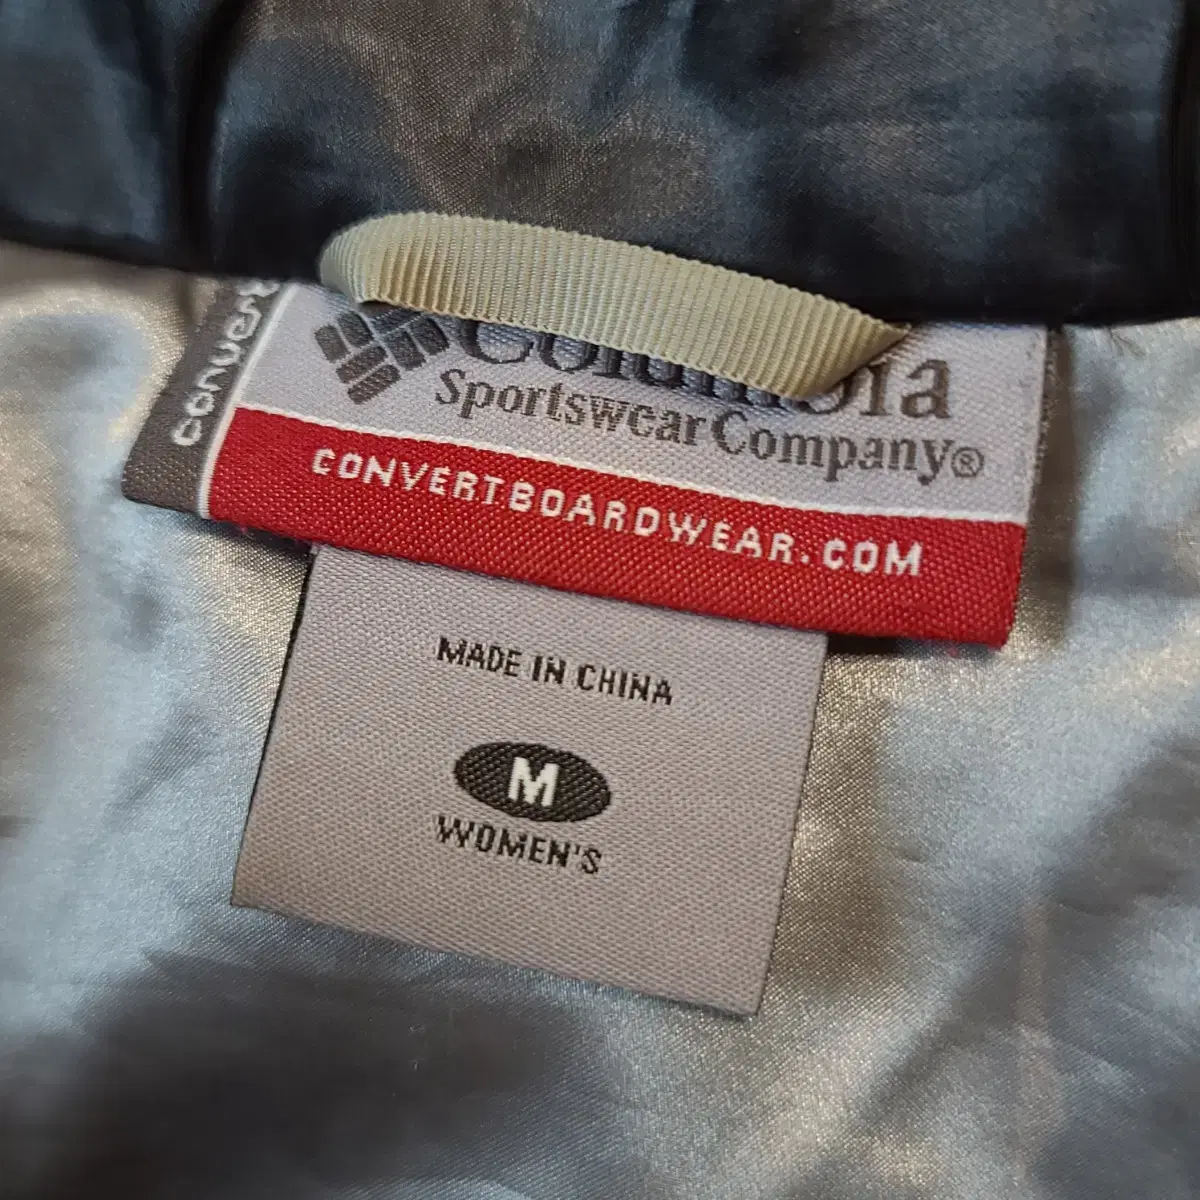 convert
Columbia
Sportswear Company®
CONVERTBOARDWEAR.COM
MADE IN CHINA
M
WOMEN'S